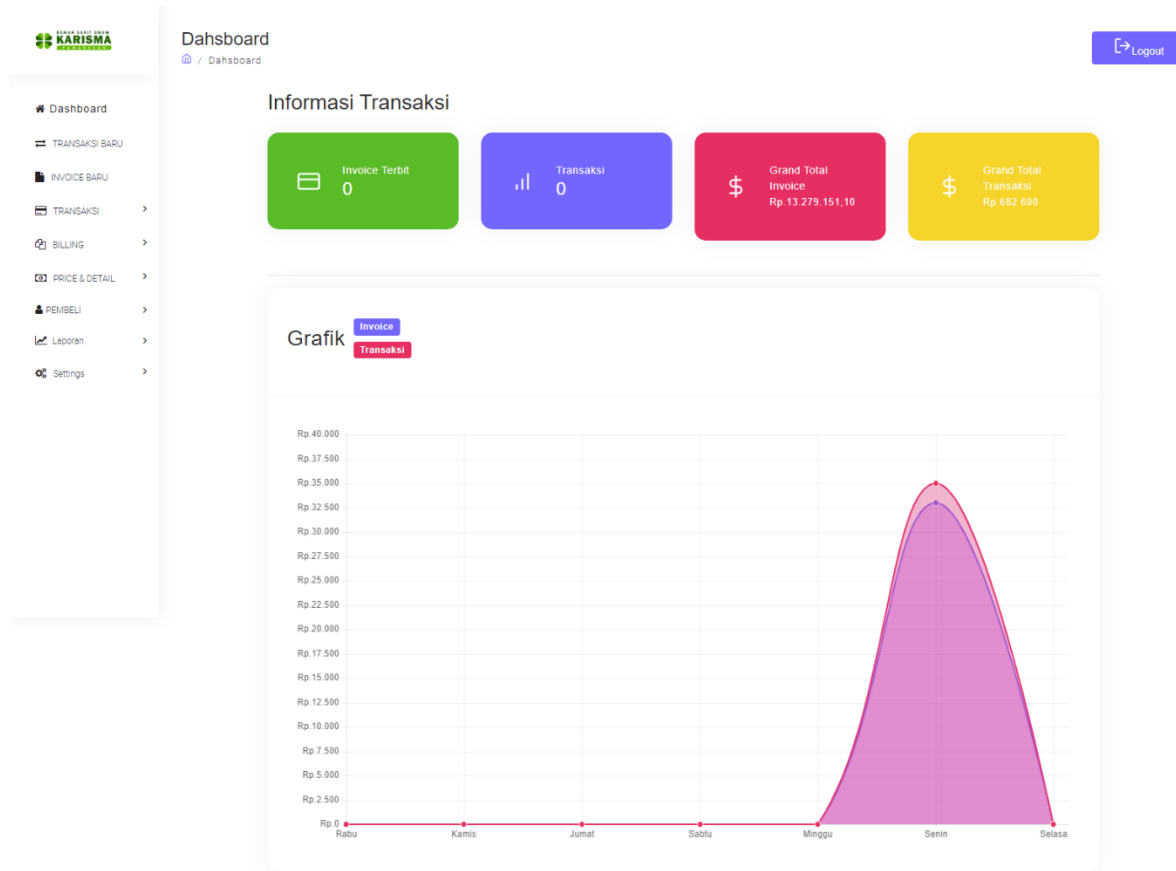 RUMAH SAKIT UMUM
KARISMA
Dahsboard
/ Dahsboard
Logout
Dashboard
TRANSAKSI BARU
INVOICE BARU
TRANSAKSI
BILLING
PRICE & DETAIL
PEMBELI
Laporan
Settings
Informasi Transaksi
Invoice Terbit
0
Transaksi
0
Grand Total
Invoice
Rp.13.279.151,10
Grand Total
Transaksi
Rp.682.600
Grafik
Invoice
Transaksi
Rp.40.000
Rp.37.500
Rp.35.000
Rp.32.500
Rp.30.000
Rp.27.500
Rp.25.000
Rp.22.500
Rp.20.000
Rp.17.500
Rp.15.000
Rp.12.500
Rp.10.000
Rp.7.500
Rp.5.000
Rp.2.500
Rp.0
Rabu Kamis Jumat Sabtu Minggu Senin Selasa